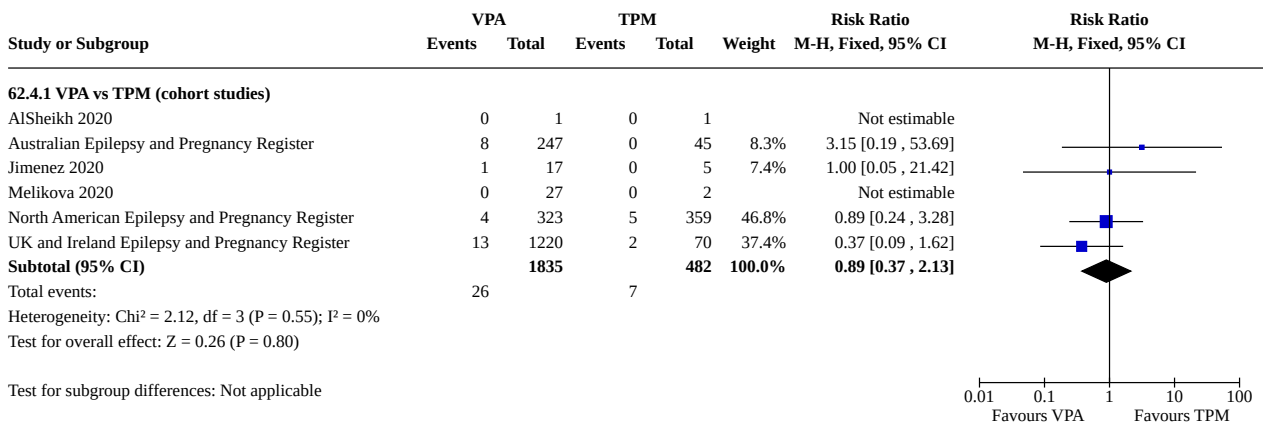 VPA TPM Risk Ratio Risk Ratio
Study or Subgroup Events Total Events Total Weight M-H, Fixed, 95% CI M-H, Fixed, 95% CI
62.4.1 VPA vs TPM (cohort studies)
AlSheikh 2020 0 1 0 1 Not estimable
Australian Epilepsy and Pregnancy Register 8 247 0 45 8.3% 3.15 [0.19 , 53.69]
Jimenez 2020 1 17 0 5 7.4% 1.00 [0.05 , 21.42]
Melikova 2020 0 27 0 2 Not estimable
North American Epilepsy and Pregnancy Register 4 323 5 359 46.8% 0.89 [0.24 , 3.28]
UK and Ireland Epilepsy and Pregnancy Register 13 1220 2 70 37.4% 0.37 [0.09 , 1.62]
Subtotal (95% CI) 1835 482 100.0% 0.89 [0.37 , 2.13]
Total events: 26 7
Heterogeneity: Chi² = 2.12, df = 3 (P = 0.55); I² = 0%
Test for overall effect: Z = 0.26 (P = 0.80)
Test for subgroup differences: Not applicable
0.01 0.1 1 10 100
Favours VPA Favours TPM